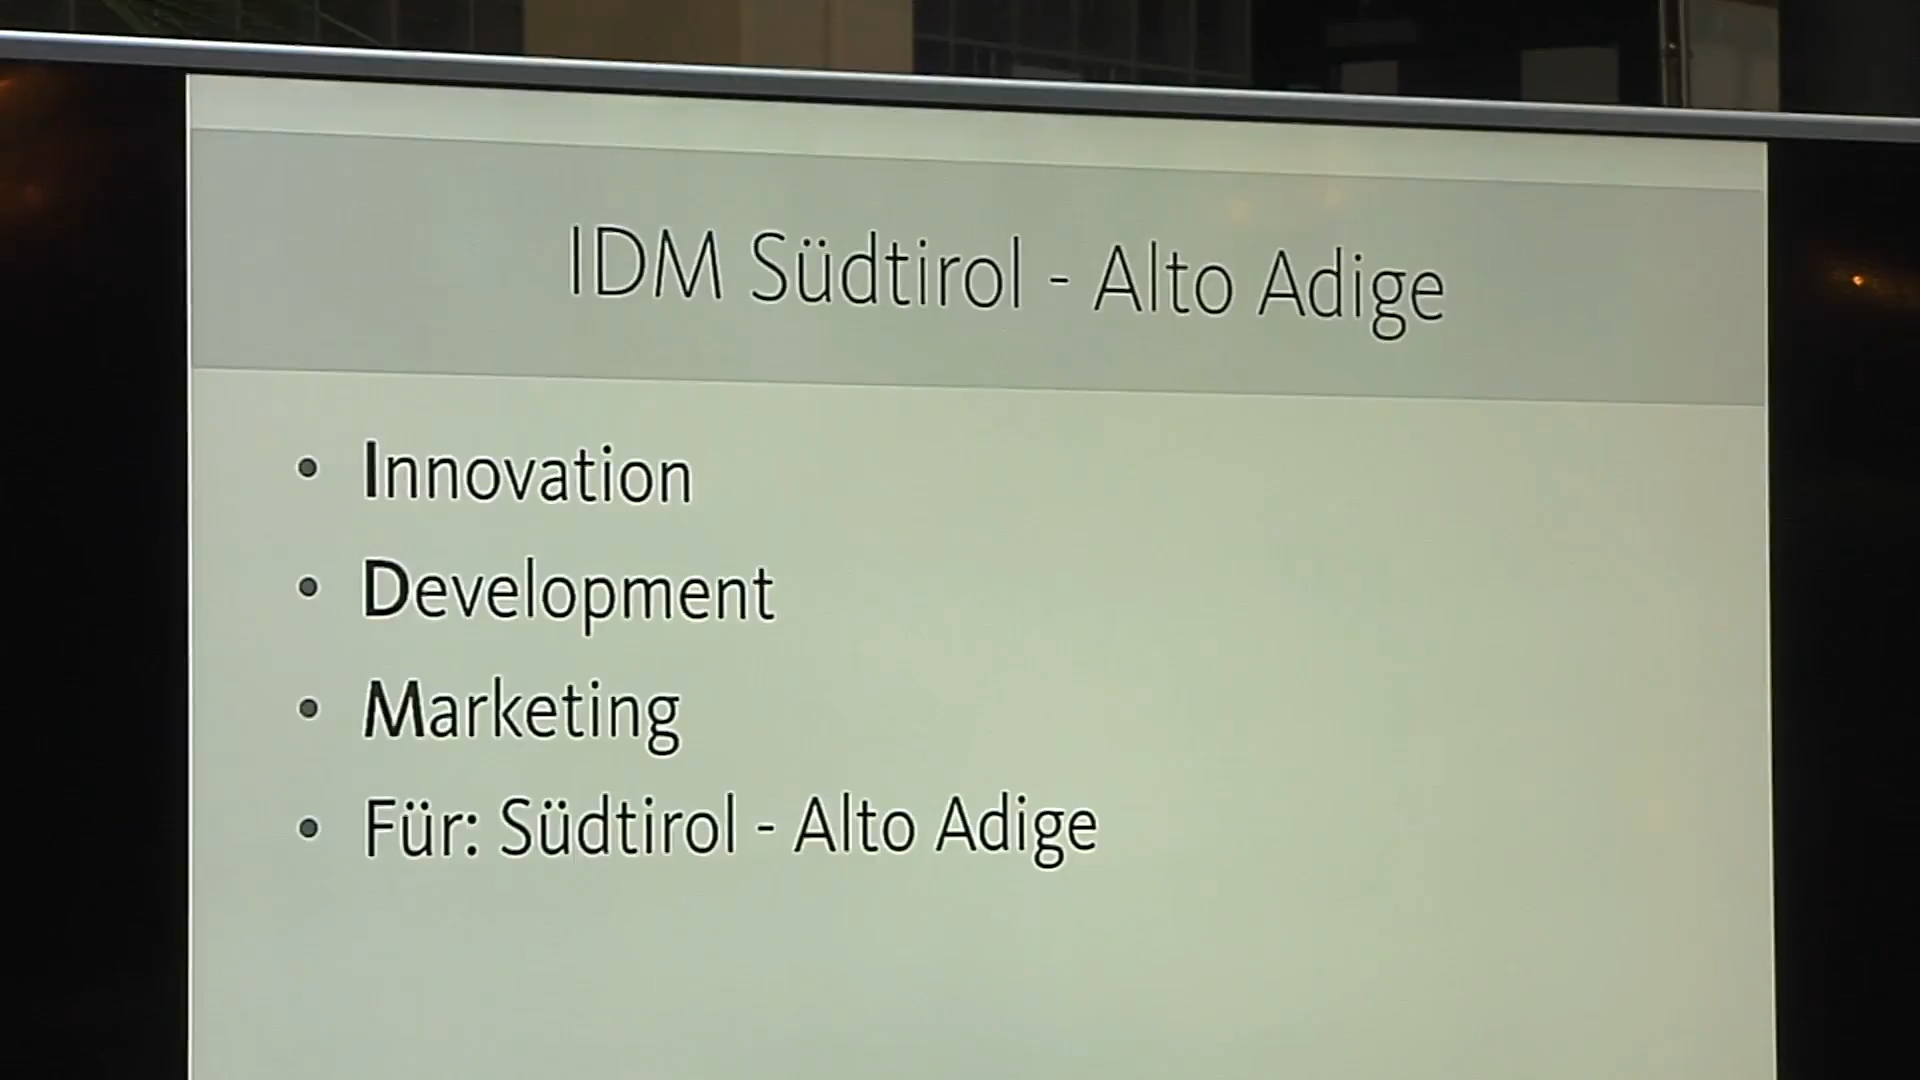 IDM Südtirol - Alto Adige
• Innovation
• Development
• Marketing
• Für: Südtirol - Alto Adige